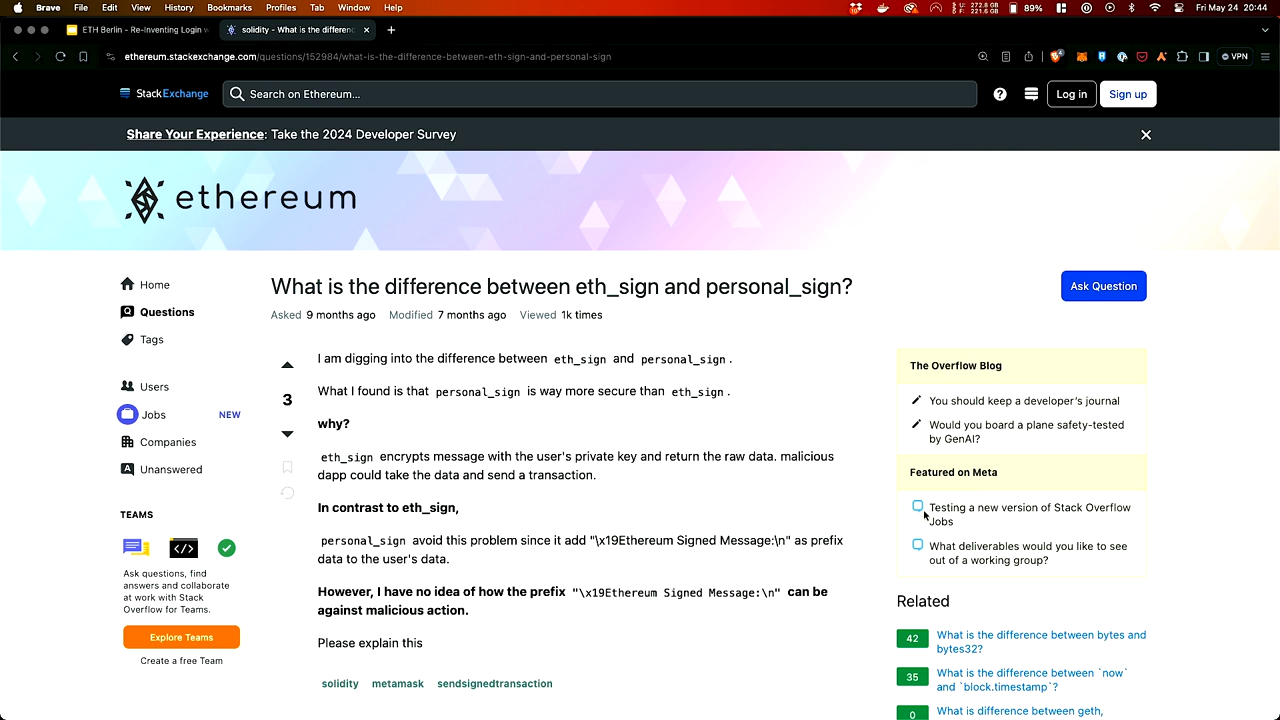 Brave File Edit View History Bookmarks Profiles Tab Window Help 89% Fri May 24 20:44
ETH Berlin - Re-Inventing Login solidity - What is the differen
ethereum.stackexchange.com/questions/152984/what-is-the-difference-between-eth-sign-and-personal-sign VPN
StackExchange Search on Ethereum... Log in Sign up
Share Your Experience: Take the 2024 Developer Survey
ethereum
Home
Questions
Tags
Users
Jobs NEW
Companies
Unanswered
TEAMS
Ask questions, find
answers and collaborate
at work with Stack
Overflow for Teams.
Explore Teams
Create a free Team
What is the difference between eth_sign and personal_sign?
Ask Question
Asked 9 months ago Modified 7 months ago Viewed 1k times
3
I am digging into the difference between eth_sign and personal_sign.
What I found is that personal_sign is way more secure than eth_sign.
why?
eth_sign encrypts message with the user's private key and return the raw data. malicious
dapp could take the data and send a transaction.
In contrast to eth_sign,
personal_sign avoid this problem since it add "\x19Ethereum Signed Message:\n" as prefix
data to the user's data.
However, I have no idea of how the prefix "\x19Ethereum Signed Message:\n" can be
against malicious action.
Please explain this
solidity metamask sendsignedtransaction
The Overflow Blog
You should keep a developer's journal
Would you board a plane safety-tested
by GenAI?
Featured on Meta
Testing a new version of Stack Overflow
Jobs
What deliverables would you like to see
out of a working group?
Related
42 What is the difference between bytes and
bytes32?
35 What is the difference between `now`
and `block.timestamp`?
0 What is difference between geth,